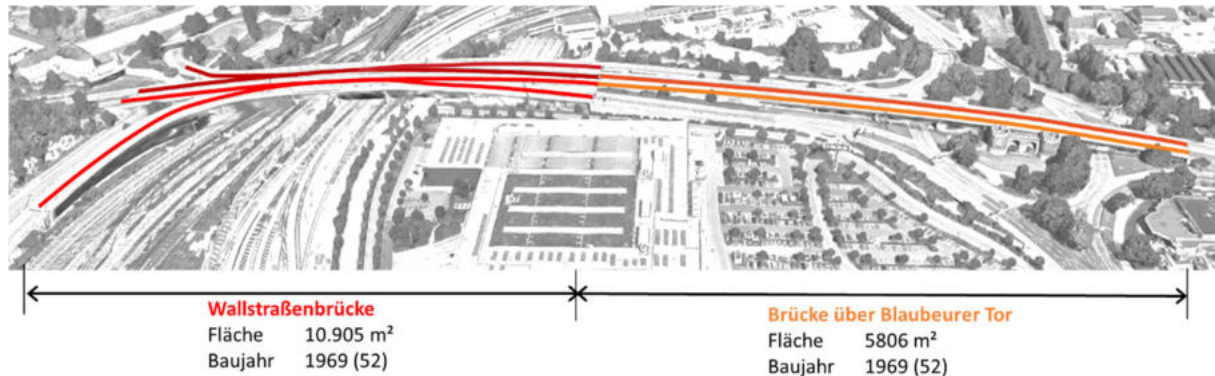 Wallstraßenbrücke
Fläche 10.905 m²
Baujahr 1969 (52)
Brücke über Blaubeurer Tor
Fläche 5806 m²
Baujahr 1969 (52)